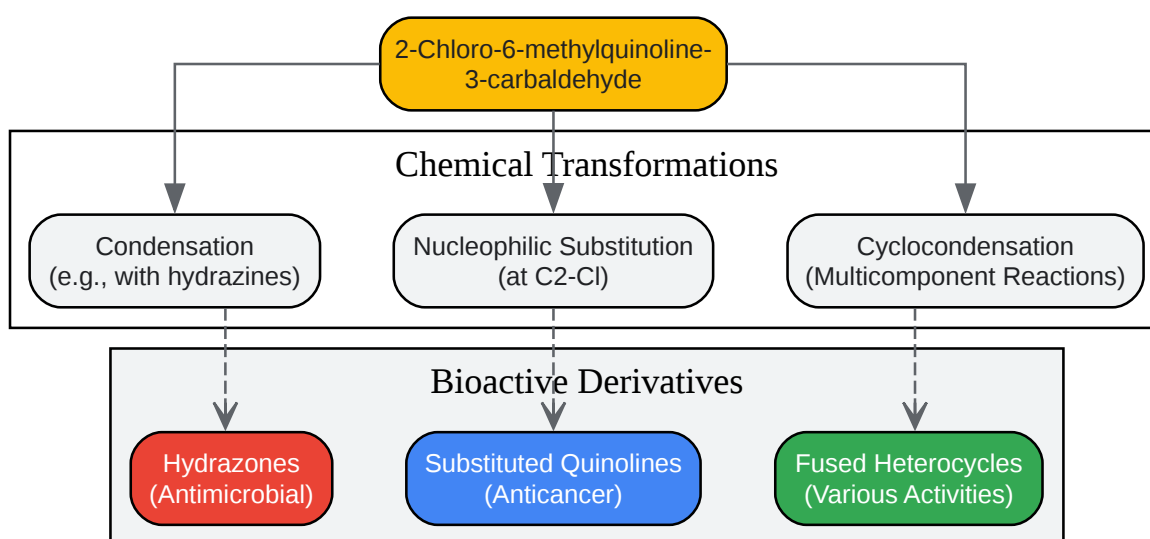 2-Chloro-6-methylquinoline-
3-carbaldehyde
Chemical Transformations
Condensation
(e.g., with hydrazines)
Nucleophilic Substitution
(at C2-Cl)
Cyclocondensation
(Multicomponent Reactions)
Bioactive Derivatives
Hydrazones
(Antimicrobial)
Substituted Quinolines
(Anticancer)
Fused Heterocycles
(Various Activities)